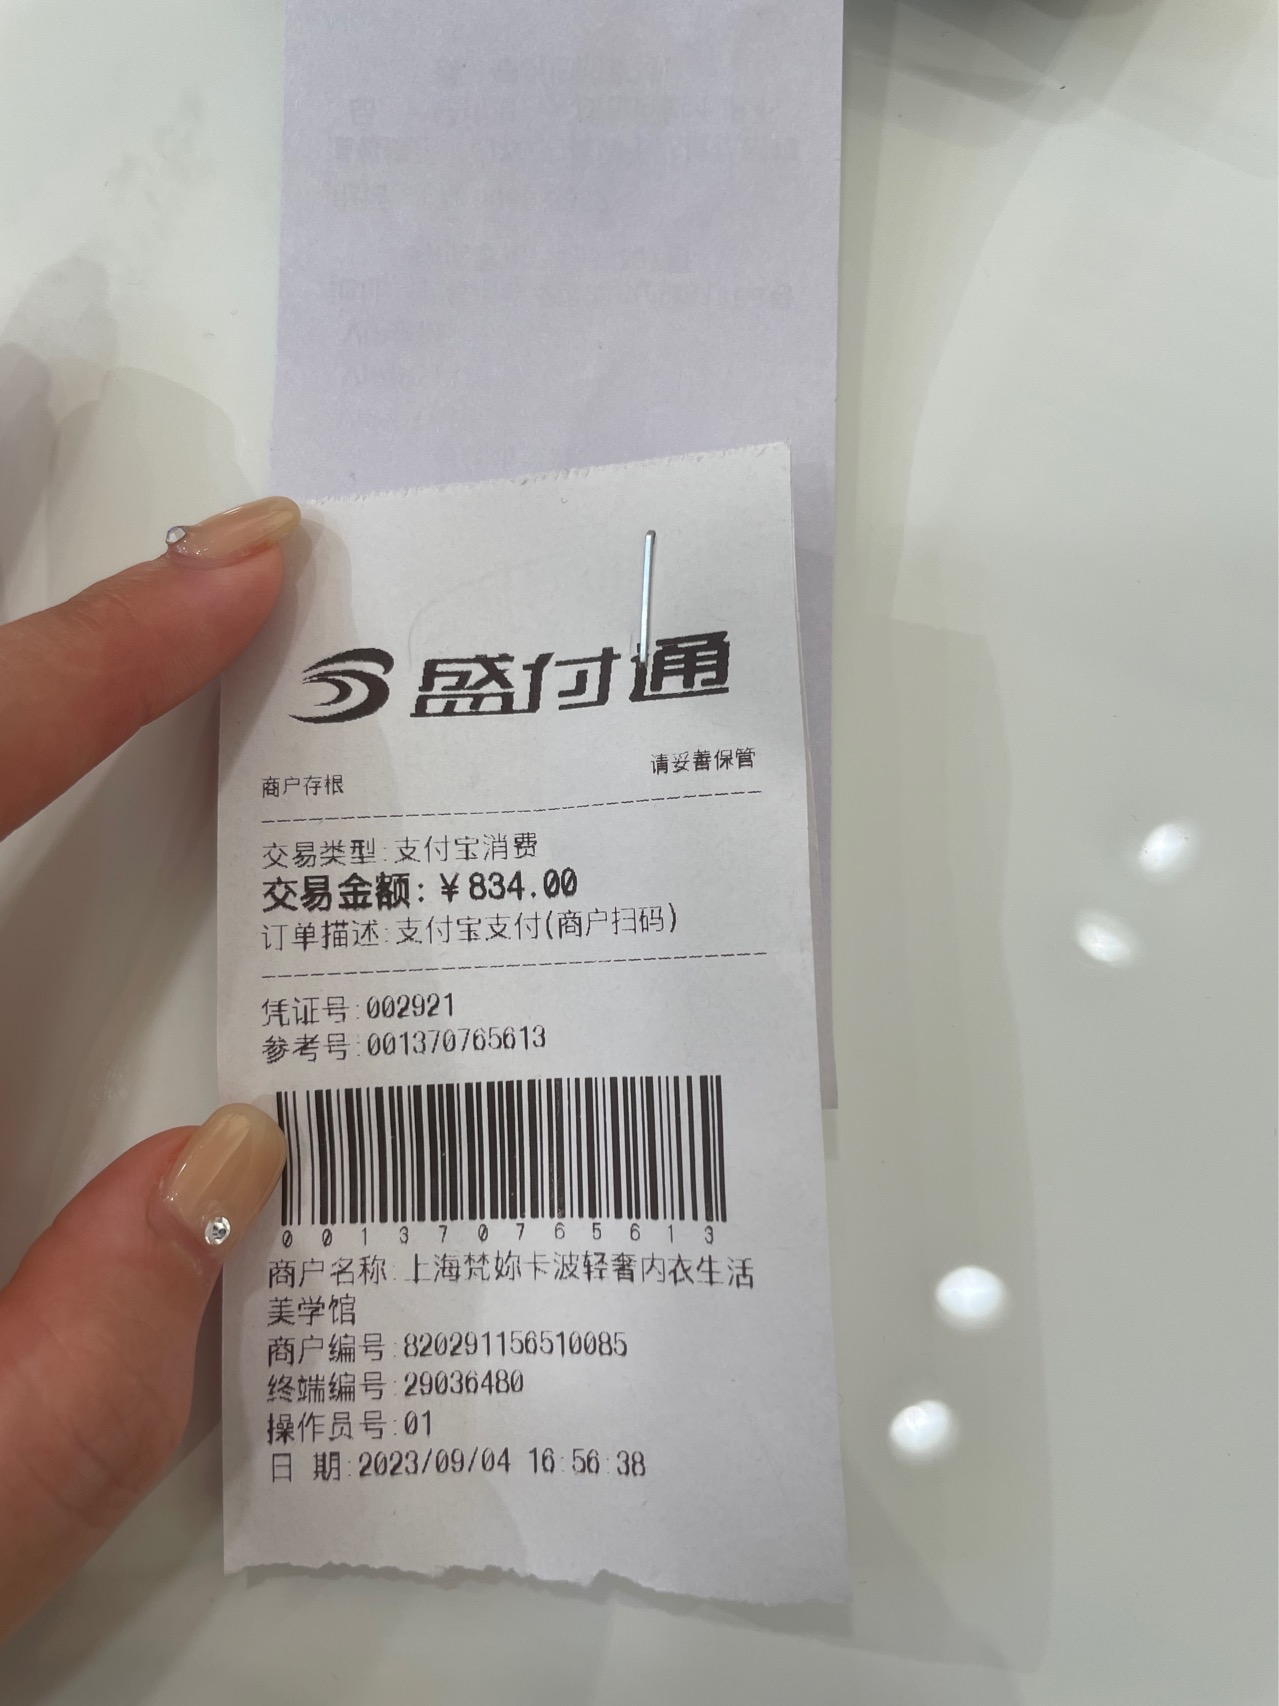 盛付通
商户存根 请妥善保管
交易类型:支付宝消费
交易金额:￥834.00
订单描述:支付宝支付(商户扫码)
凭证号:002921
参考号:001370765613
001370765613
商户名称:上海梵妳卡波轻奢内衣生活
美学馆
商户编号:820291156510085
终端编号:29036480
操作员号:01
日 期:2023/09/04 16:56:38